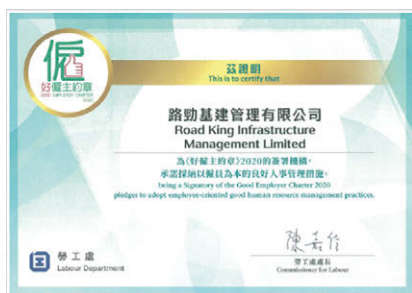 僱
好僱主約章
茲證明
This is to certify that
路勁基建管理有限公司
Road King Infrastructure
Management Limited
為《好僱主約章》2020的簽署機構，
承諾採納以僱員為本的良好人事管理措施。
being a Signatory of the Good Employer Charter 2020
pledges to adopt employee-oriented good human resource management practices.
勞工處
Labour Department
勞工處處長
Commissioner for Labour